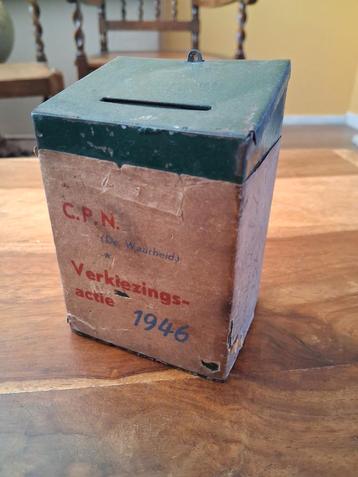 C.P.N.
(De Waarheid.)
*
Verkiezings-
actie 1946